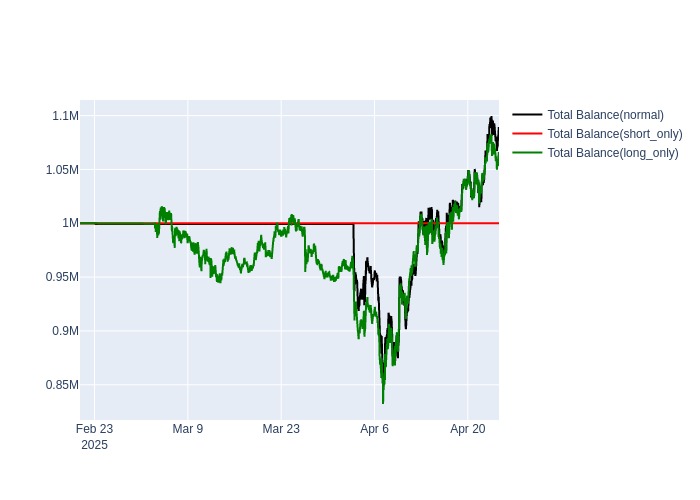 1.1M
1.05M
1M
0.95M
0.9M
0.85M
Feb 23
2025
Mar 9
Mar 23
Apr 6
Apr 20
Total Balance(normal)
Total Balance(short_only)
Total Balance(long_only)